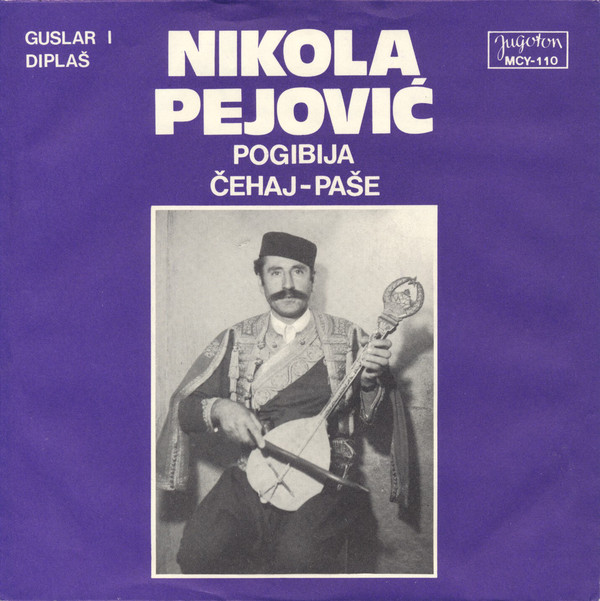 GUSLAR I
DIPLAŠ
NIKOLA
PEJOVIĆ
POGIBIJA
ČEHAJ-PAŠE
Jugoton
MCY-110